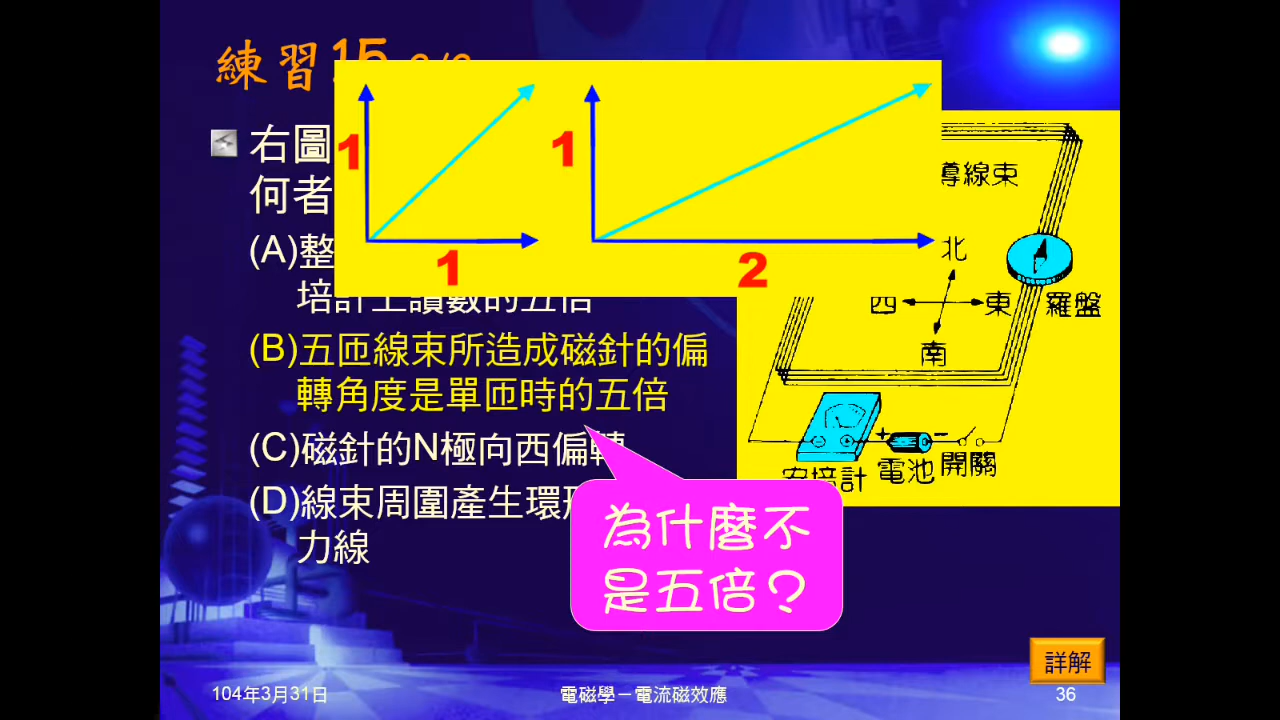 練習15
右圖
何者
(A)整
培計上讀數的五倍
(B)五匝線束所造成磁針的偏
轉角度是單匝時的五倍
(C)磁針的N極向西偏轉
(D)線束周圍產生環形
力線
1
1
1
2
導線束
北
西
東
南
羅盤
安培計
+
電池
−
開關
為什麼不
是五倍?
詳解
104年3月31日
電磁學－電流磁效應
36